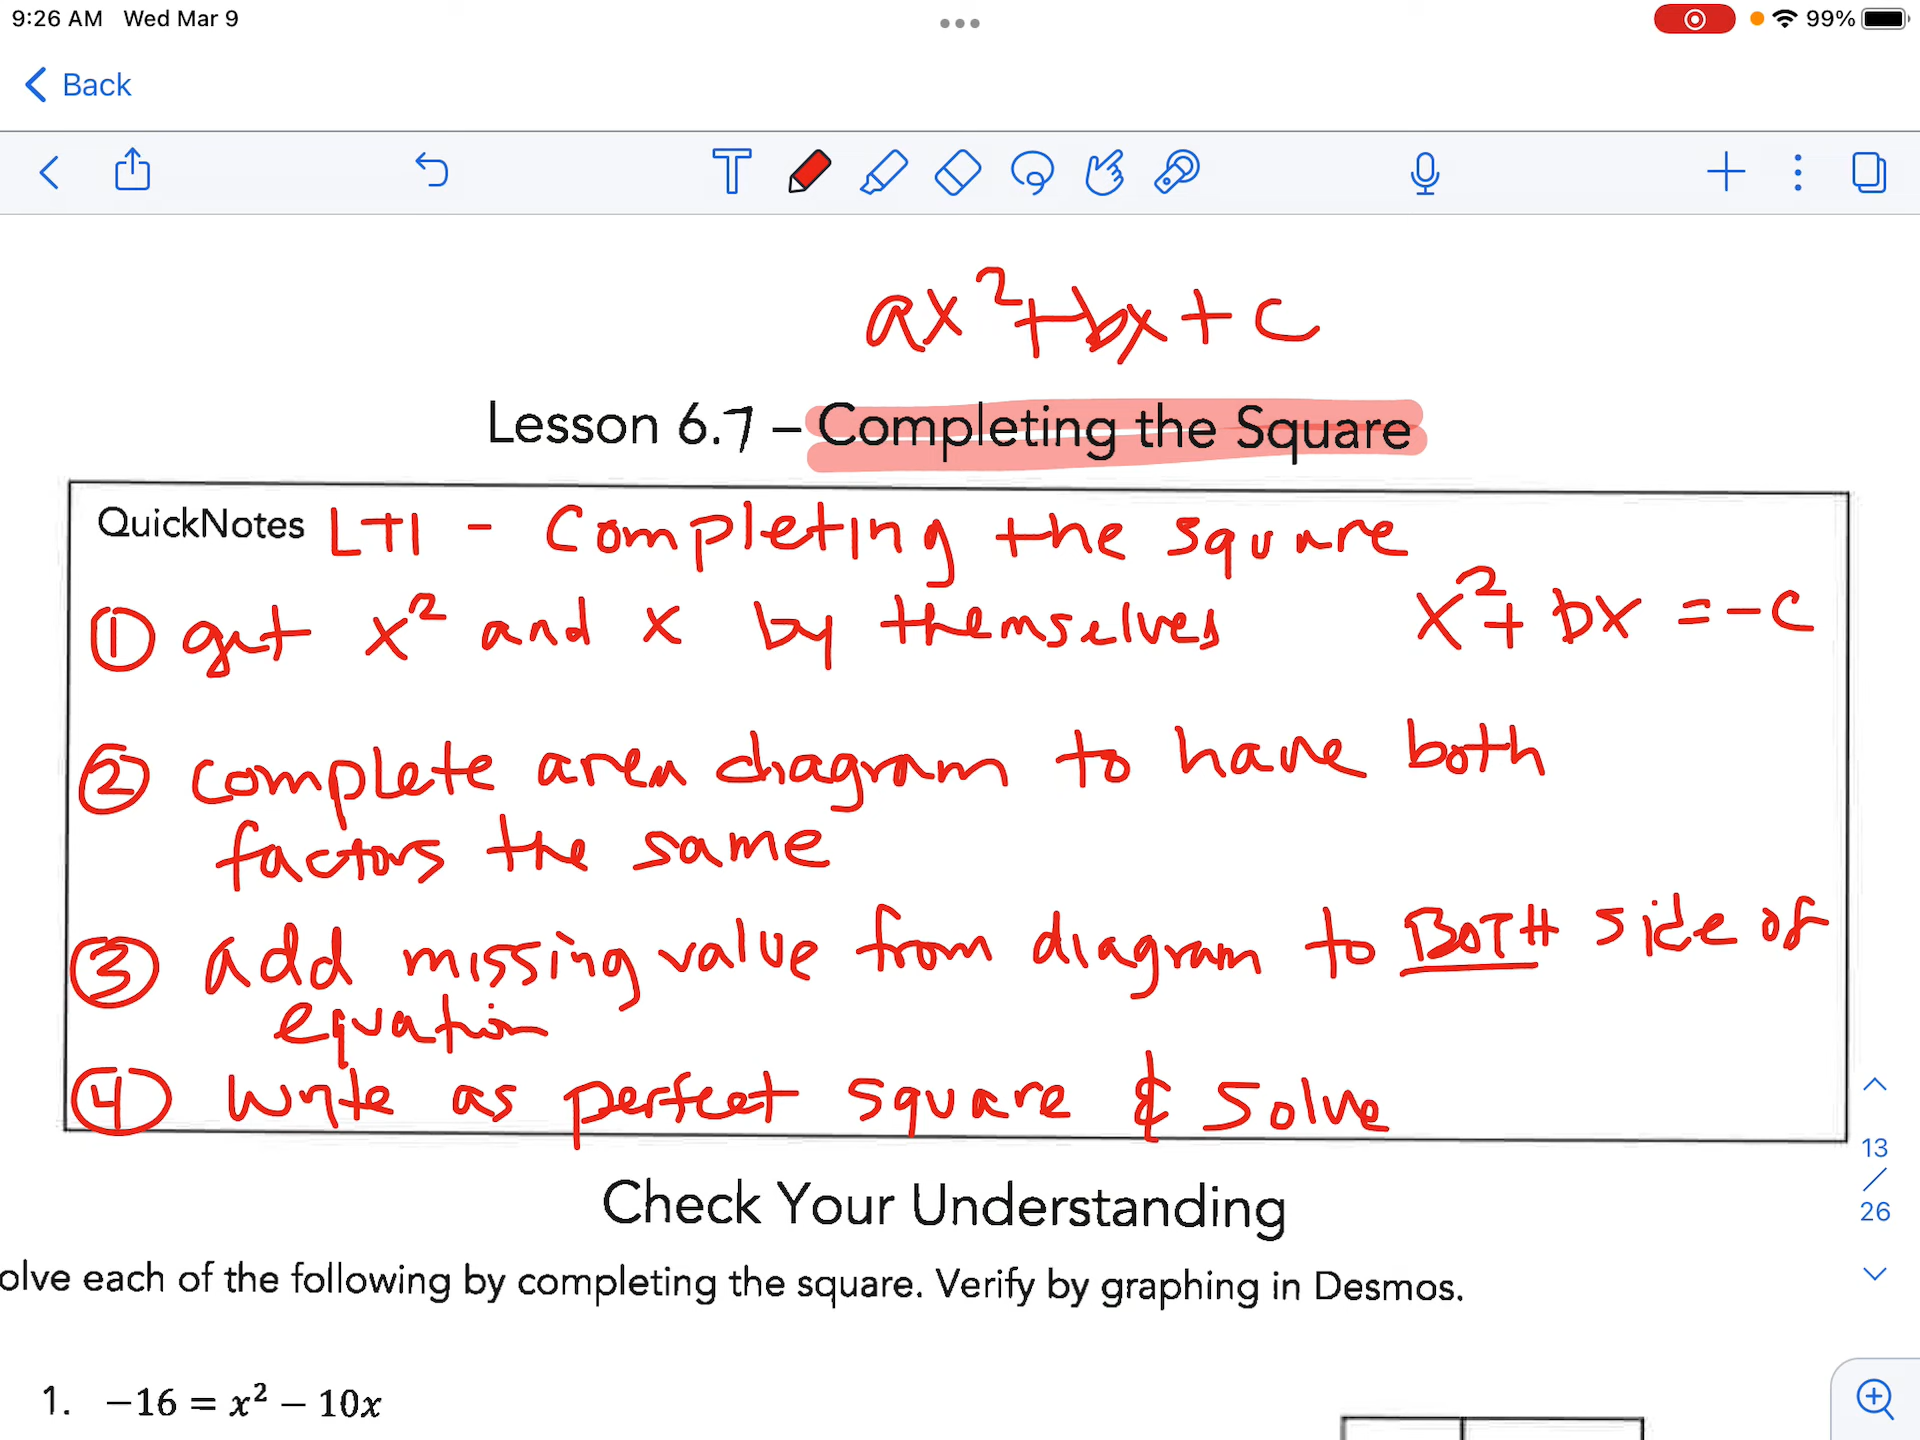 9:26 AM Wed Mar 9
99%
Back
ax²+bx+c
Lesson 6.7 – Completing the Square
QuickNotes LT1 - Completing the square
① get x² and x by themselves x²+ bx = -c
② complete area diagram to have both
factors the same
③ add missing value from diagram to BOTH side of
equation
④ write as perfect square & solve
13
/
26
Check Your Understanding
olve each of the following by completing the square. Verify by graphing in Desmos.
1. −16 = x² − 10x